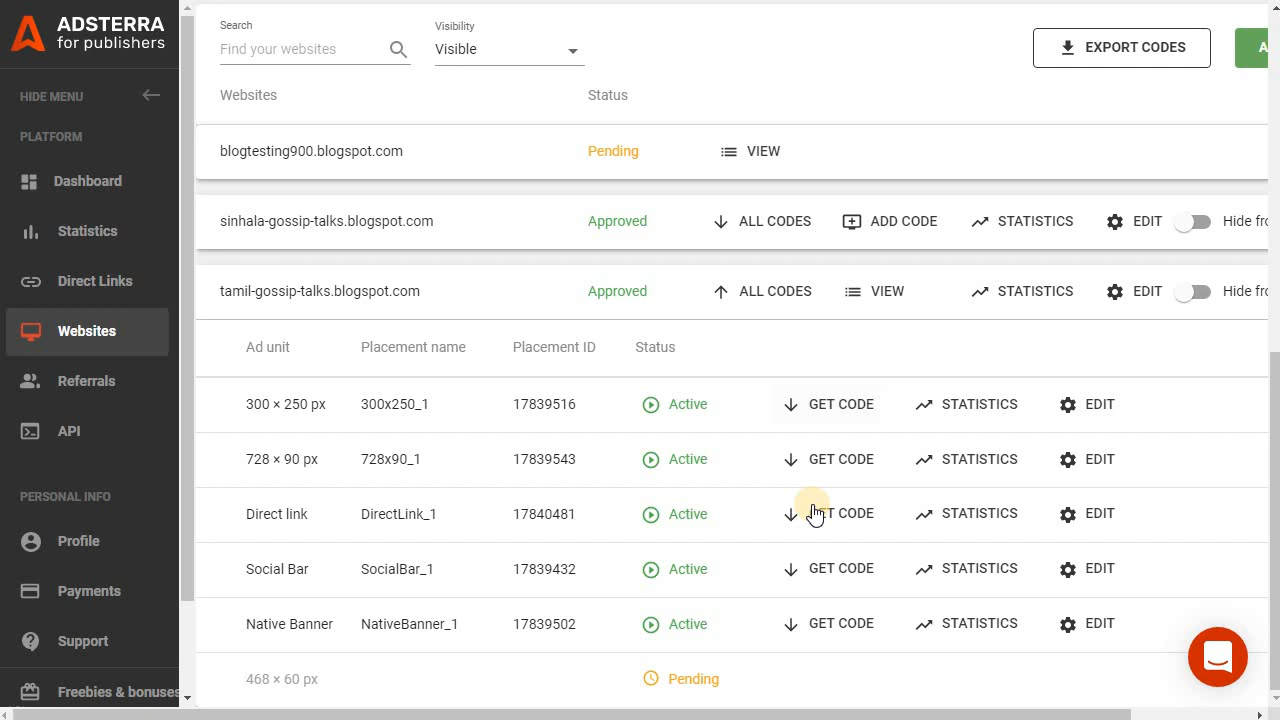 ADSTERRA
for publishers
HIDE MENU
PLATFORM
Dashboard
Statistics
Direct Links
Websites
Referrals
API
PERSONAL INFO
Profile
Payments
Support
Freebies & bonuses
Search
Find your websites
Visibility
Visible
EXPORT CODES
A
Websites Status
blogtesting900.blogspot.com Pending VIEW
sinhala-gossip-talks.blogspot.com Approved ALL CODES ADD CODE STATISTICS EDIT Hide fro
tamil-gossip-talks.blogspot.com Approved ALL CODES VIEW STATISTICS EDIT Hide fro
Ad unit Placement name Placement ID Status
300 × 250 px 300x250_1 17839516 Active GET CODE STATISTICS EDIT
728 × 90 px 728x90_1 17839543 Active GET CODE STATISTICS EDIT
Direct link DirectLink_1 17840481 Active GET CODE STATISTICS EDIT
Social Bar SocialBar_1 17839432 Active GET CODE STATISTICS EDIT
Native Banner NativeBanner_1 17839502 Active GET CODE STATISTICS EDIT
468 × 60 px Pending